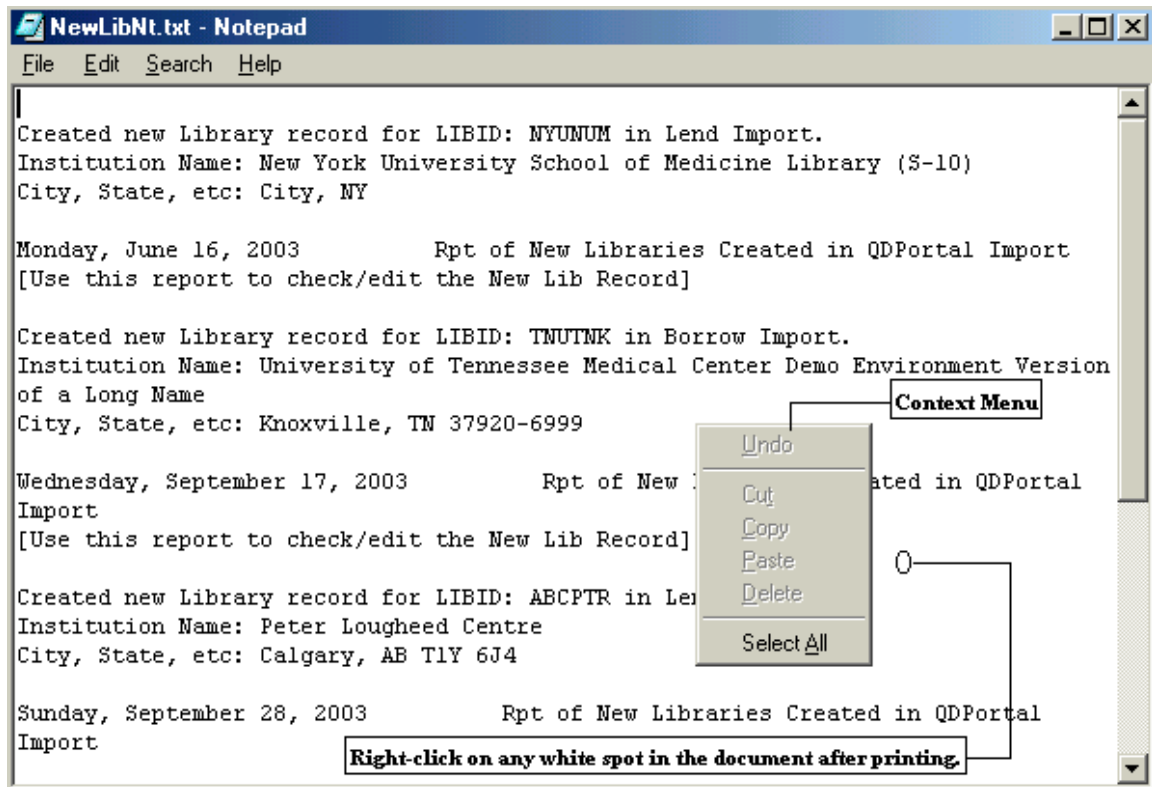 NewLibNt.txt - Notepad
File Edit Search Help
Created new Library record for LIBID: NYUNUM in Lend Import.
Institution Name: New York University School of Medicine Library (S-10)
City, State, etc: City, NY
Monday, June 16, 2003 Rpt of New Libraries Created in QDPortal Import
[Use this report to check/edit the New Lib Record]
Created new Library record for LIBID: TNUTNK in Borrow Import.
Institution Name: University of Tennessee Medical Center Demo Environment Version
of a Long Name
City, State, etc: Knoxville, TN 37920-6999
Context Menu
Undo
Cut
Copy
Paste
Delete
Select All
Wednesday, September 17, 2003 Rpt of New ated in QDPortal
Import
[Use this report to check/edit the New Lib Record]
Created new Library record for LIBID: ABCPTR in Le
Institution Name: Peter Lougheed Centre
City, State, etc: Calgary, AB T1Y 6J4
Sunday, September 28, 2003 Rpt of New Libraries Created in QDPortal
Import
Right-click on any white spot in the document after printing.